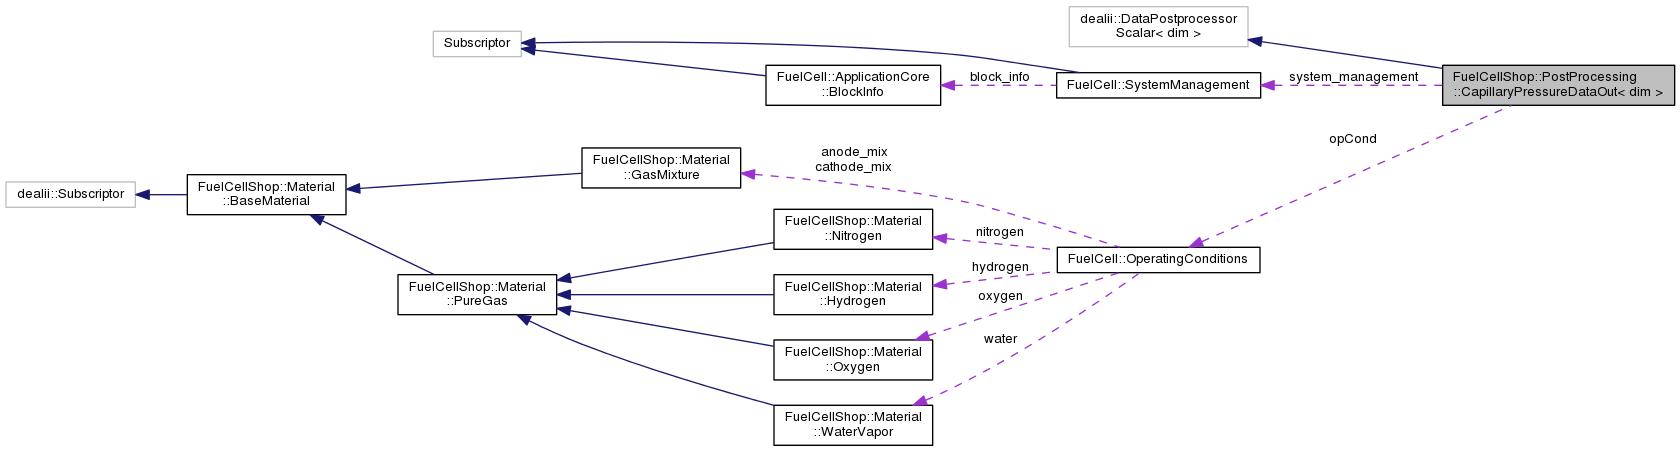 dealii::DataPostprocessor
Scalar< dim >
Subscriptor
FuelCell::ApplicationCore
::BlockInfo
block_info
FuelCell::SystemManagement
system_management
FuelCellShop::PostProcessing
::CapillaryPressureDataOut< dim >
opCond
anode_mix
cathode_mix
FuelCellShop::Material
::GasMixture
dealii::Subscriptor
FuelCellShop::Material
::BaseMaterial
FuelCellShop::Material
::Nitrogen
nitrogen
FuelCell::OperatingConditions
hydrogen
FuelCellShop::Material
::PureGas
FuelCellShop::Material
::Hydrogen
oxygen
water
FuelCellShop::Material
::Oxygen
FuelCellShop::Material
::WaterVapor